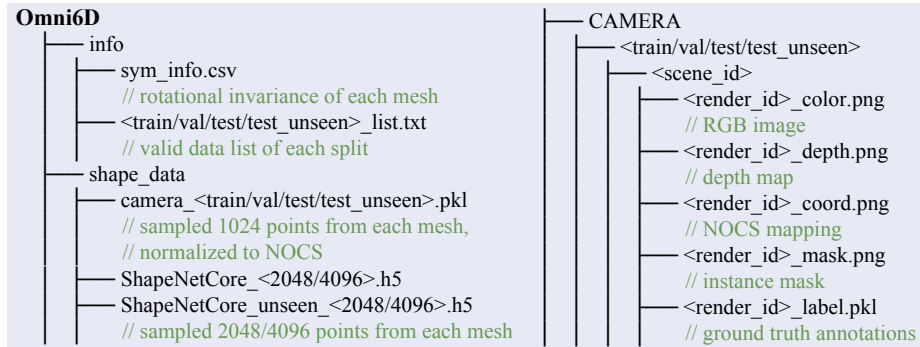 Omni6D
info
sym_info.csv
// rotational invariance of each mesh
<train/val/test/test_unseen>_list.txt
// valid data list of each split
shape_data
camera_<train/val/test/test_unseen>.pkl
// sampled 1024 points from each mesh,
// normalized to NOCS
ShapeNetCore_<2048/4096>.h5
ShapeNetCore_unseen_<2048/4096>.h5
// sampled 2048/4096 points from each mesh
CAMERA
<train/val/test/test_unseen>
<scene_id>
<render_id>_color.png
// RGB image
<render_id>_depth.png
// depth map
<render_id>_coord.png
// NOCS mapping
<render_id>_mask.png
// instance mask
<render_id>_label.pkl
// ground truth annotations